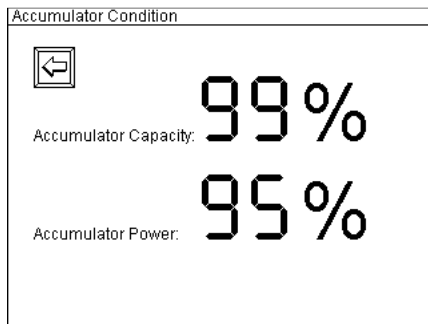 Accumulator Condition
Accumulator Capacity: 99%
Accumulator Power: 95%